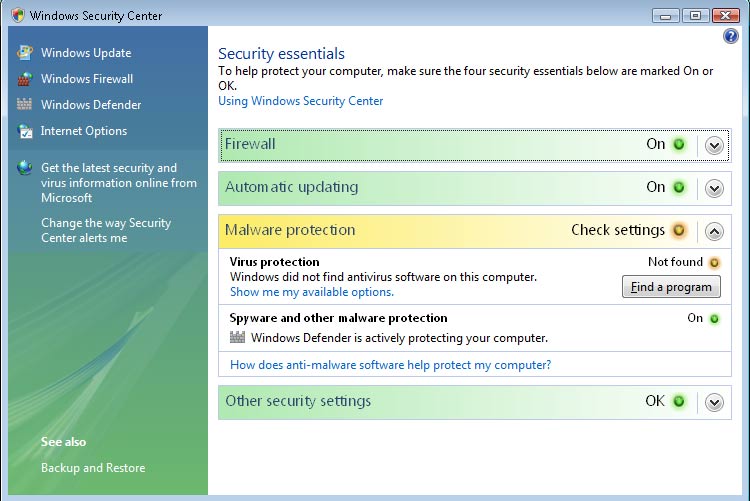 Windows Security Center
Windows Update
Windows Firewall
Windows Defender
Internet Options
Get the latest security and
virus information online from
Microsoft
Change the way Security
Center alerts me
See also
Backup and Restore
?
Security essentials
To help protect your computer, make sure the four security essentials below are marked On or
OK.
Using Windows Security Center
Firewall On
Automatic updating On
Malware protection Check settings
Virus protection Not found
Windows did not find antivirus software on this computer.
Show me my available options.
Find a program
Spyware and other malware protection On
Windows Defender is actively protecting your computer.
How does anti-malware software help protect my computer?
Other security settings OK